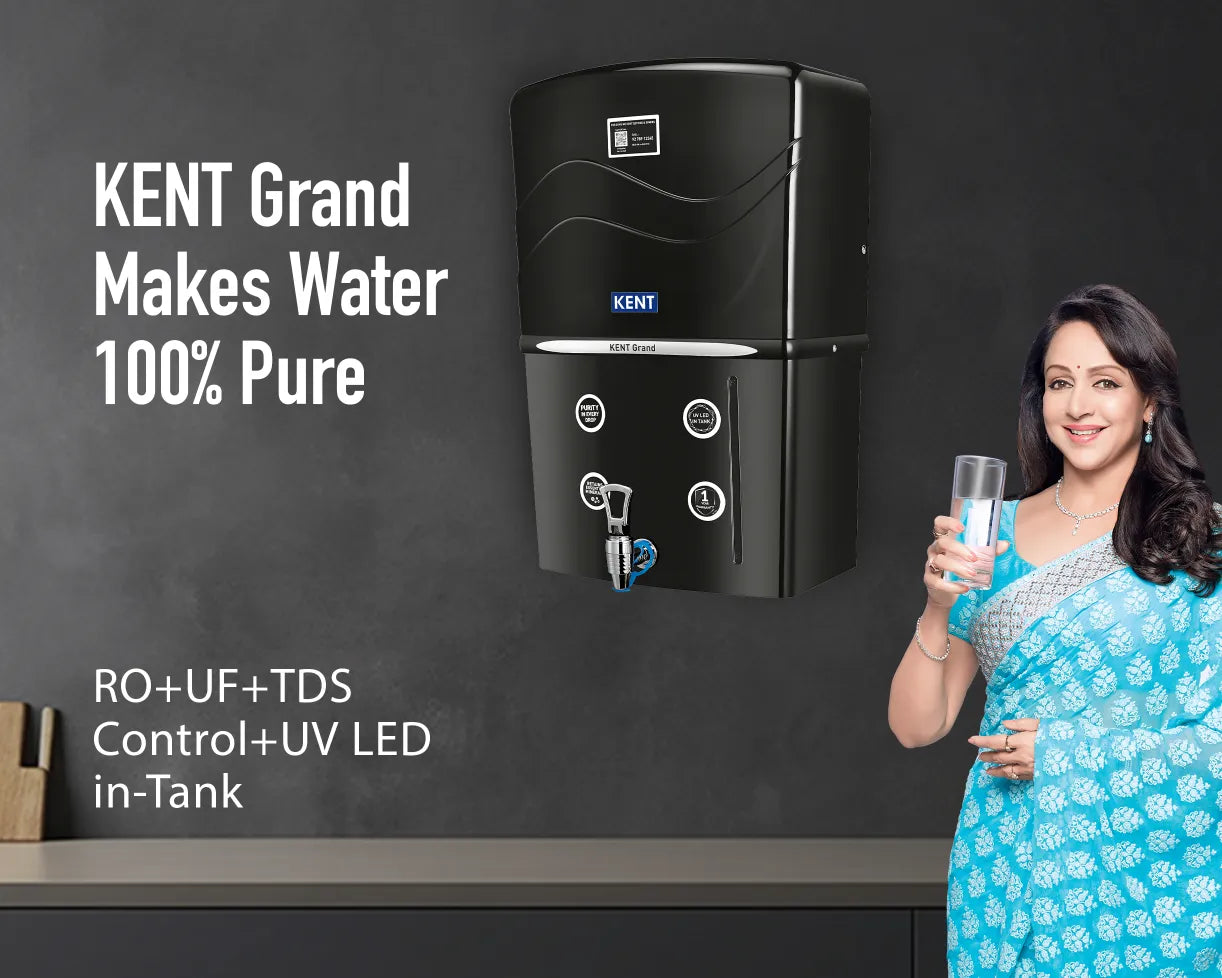 KENT Grand
Makes Water
100% Pure
KENT
KENT Grand
PURITY
IN EVERY
DROP
UV LED
IN TANK
1
RO+UF+TDS
Control+UV LED
in-Tank